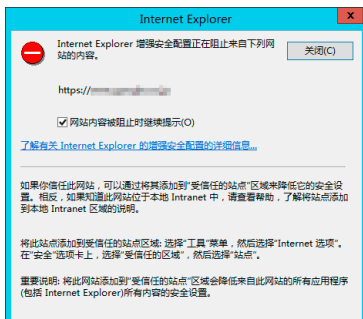 Internet Explorer
x
Internet Explorer 增强安全配置正在阻止来自下列网
站的内容。
关闭(C)
https://
网站内容被阻止时继续提示(O)
了解有关 Internet Explorer 的增强安全配置的详细信息...
如果你信任此网站，可以通过将其添加到"受信任的站点"区域来降低它的安全设
置。相反，如果知道此网站位于本地 Intranet 中，请查看帮助，了解将站点添加
到本地 Intranet 区域的说明。
将此站点添加到受信任的站点区域: 选择"工具"菜单，然后选择"Internet 选项"。
在"安全"选项卡上，选择"受信任的区域"，然后选择"站点"。
重要说明: 将此网站添加到"受信任的站点"区域会降低来自此网站的所有应用程序
(包括 Internet Explorer)所有内容的安全设置。